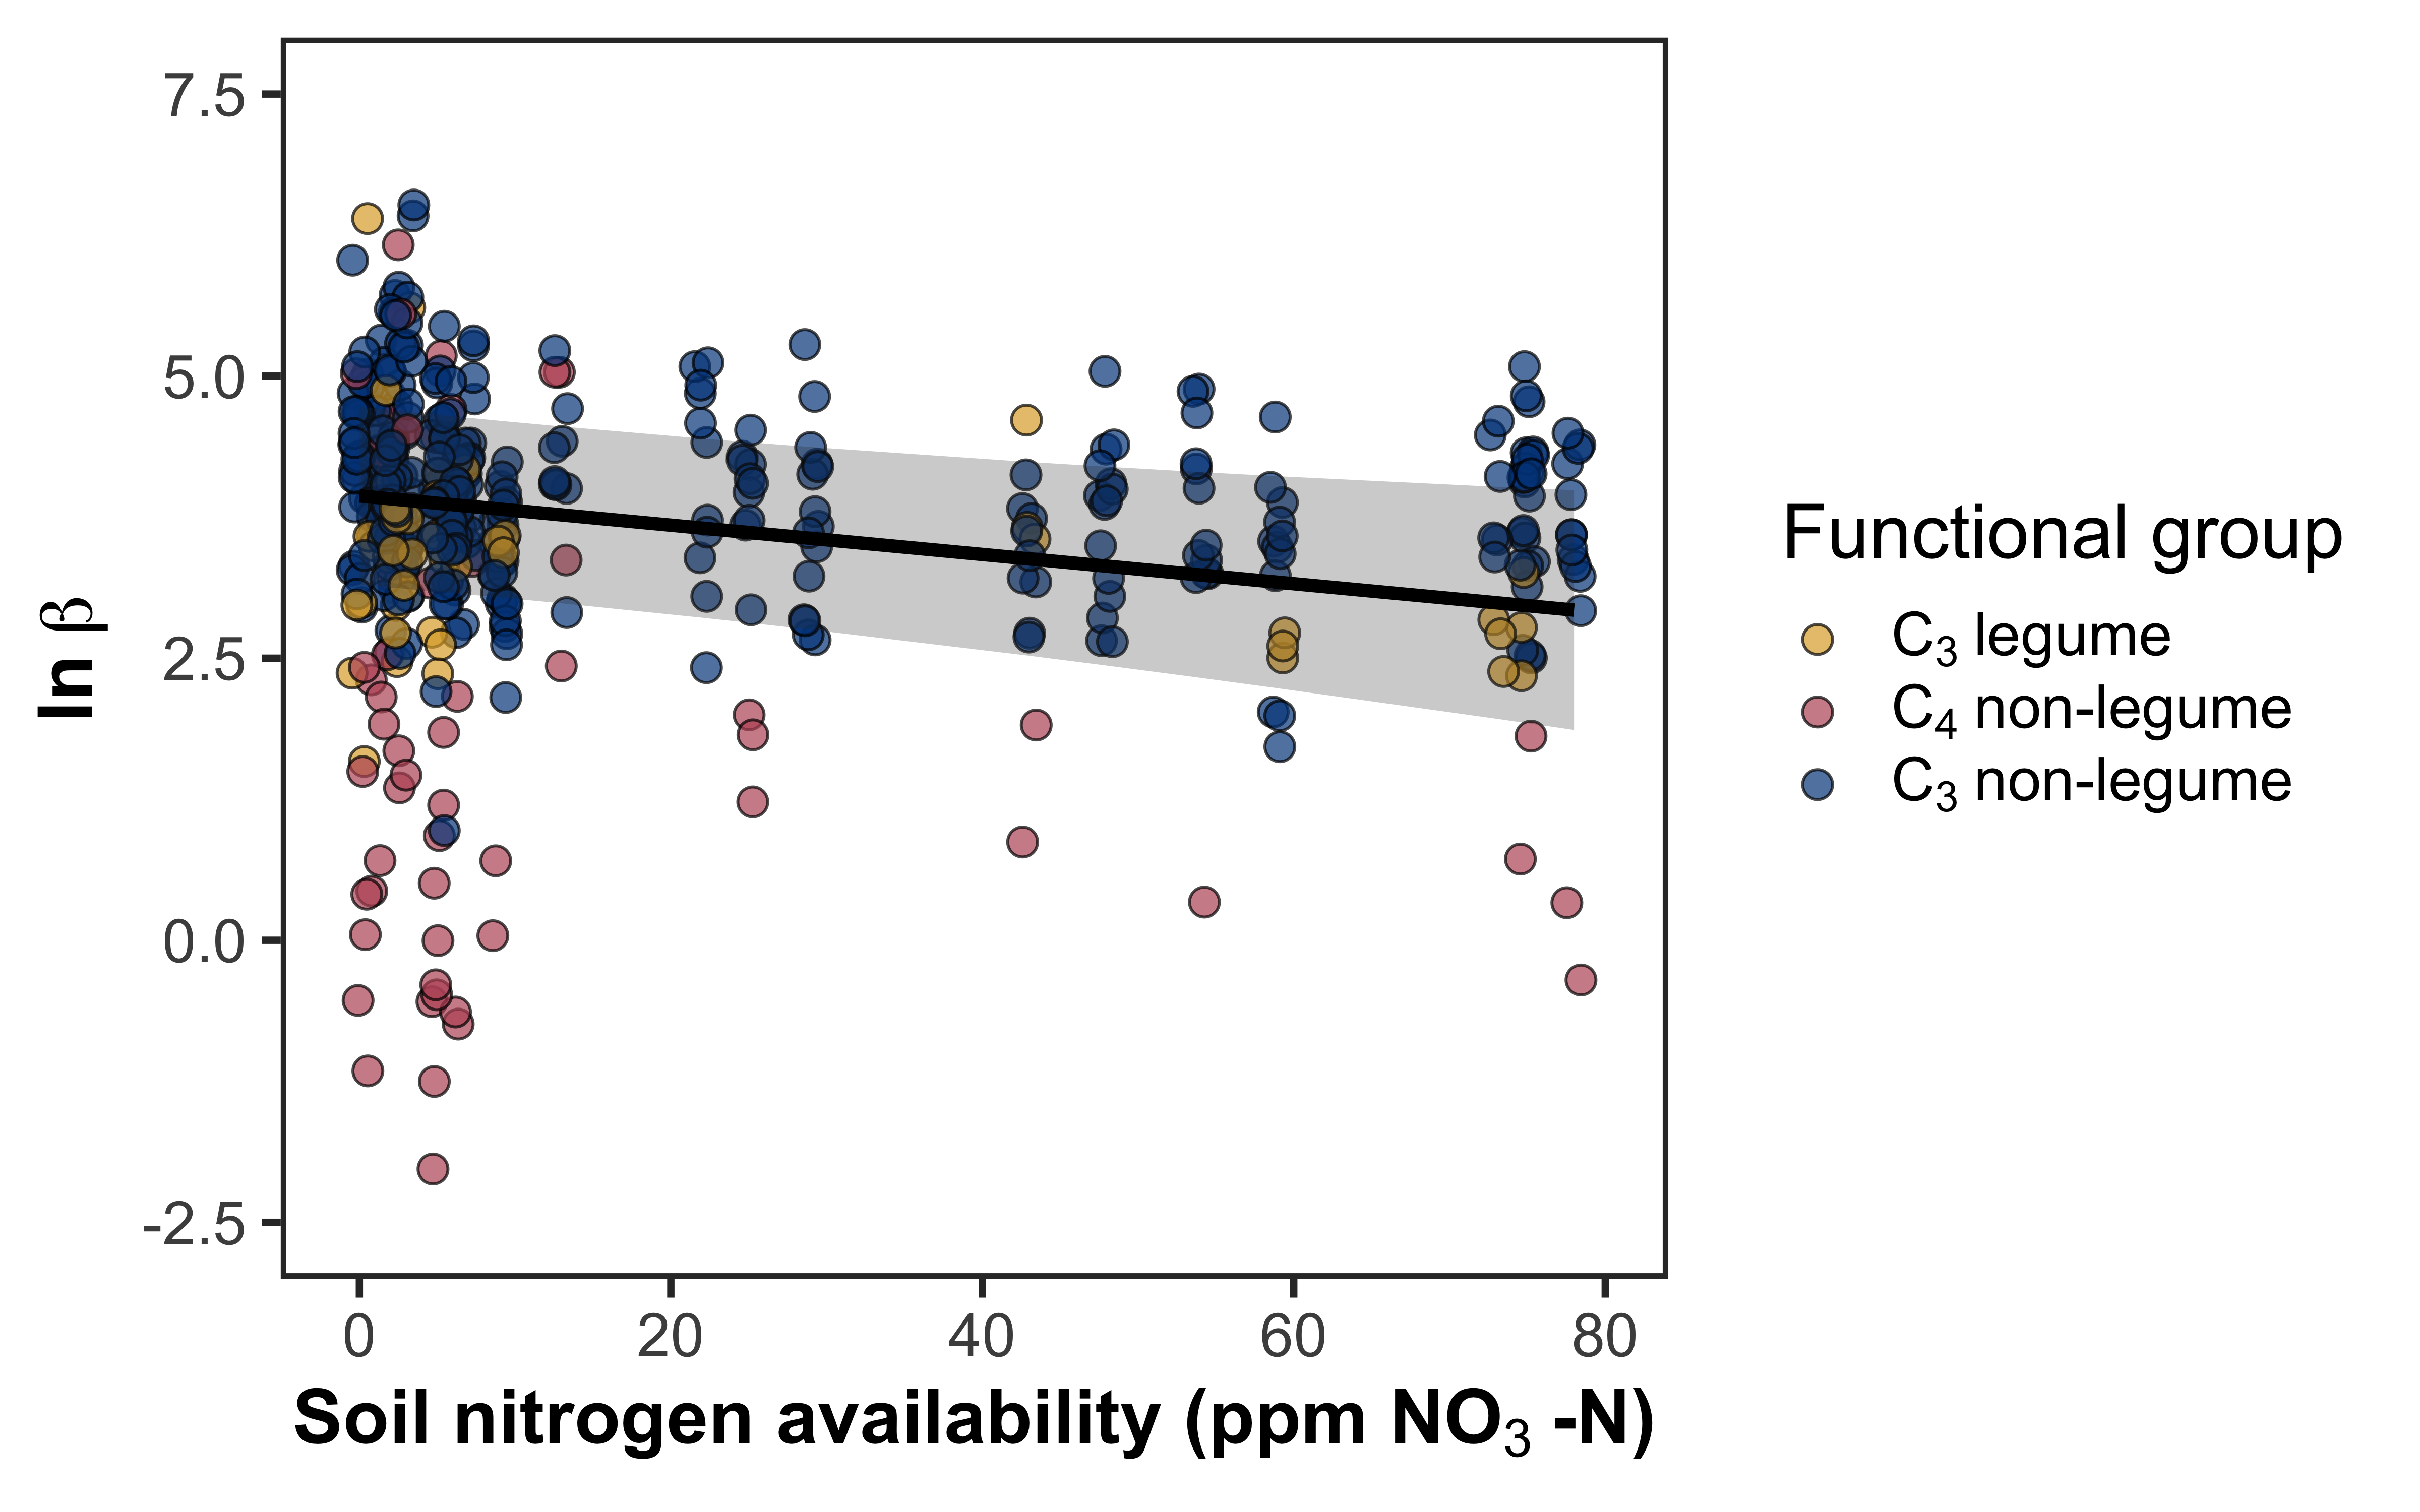 7.5
5.0
2.5
0.0
-2.5
ln β
0 20 40 60 80
Soil nitrogen availability (ppm NO₃ -N)
Functional group
C₃ legume
C₄ non-legume
C₃ non-legume